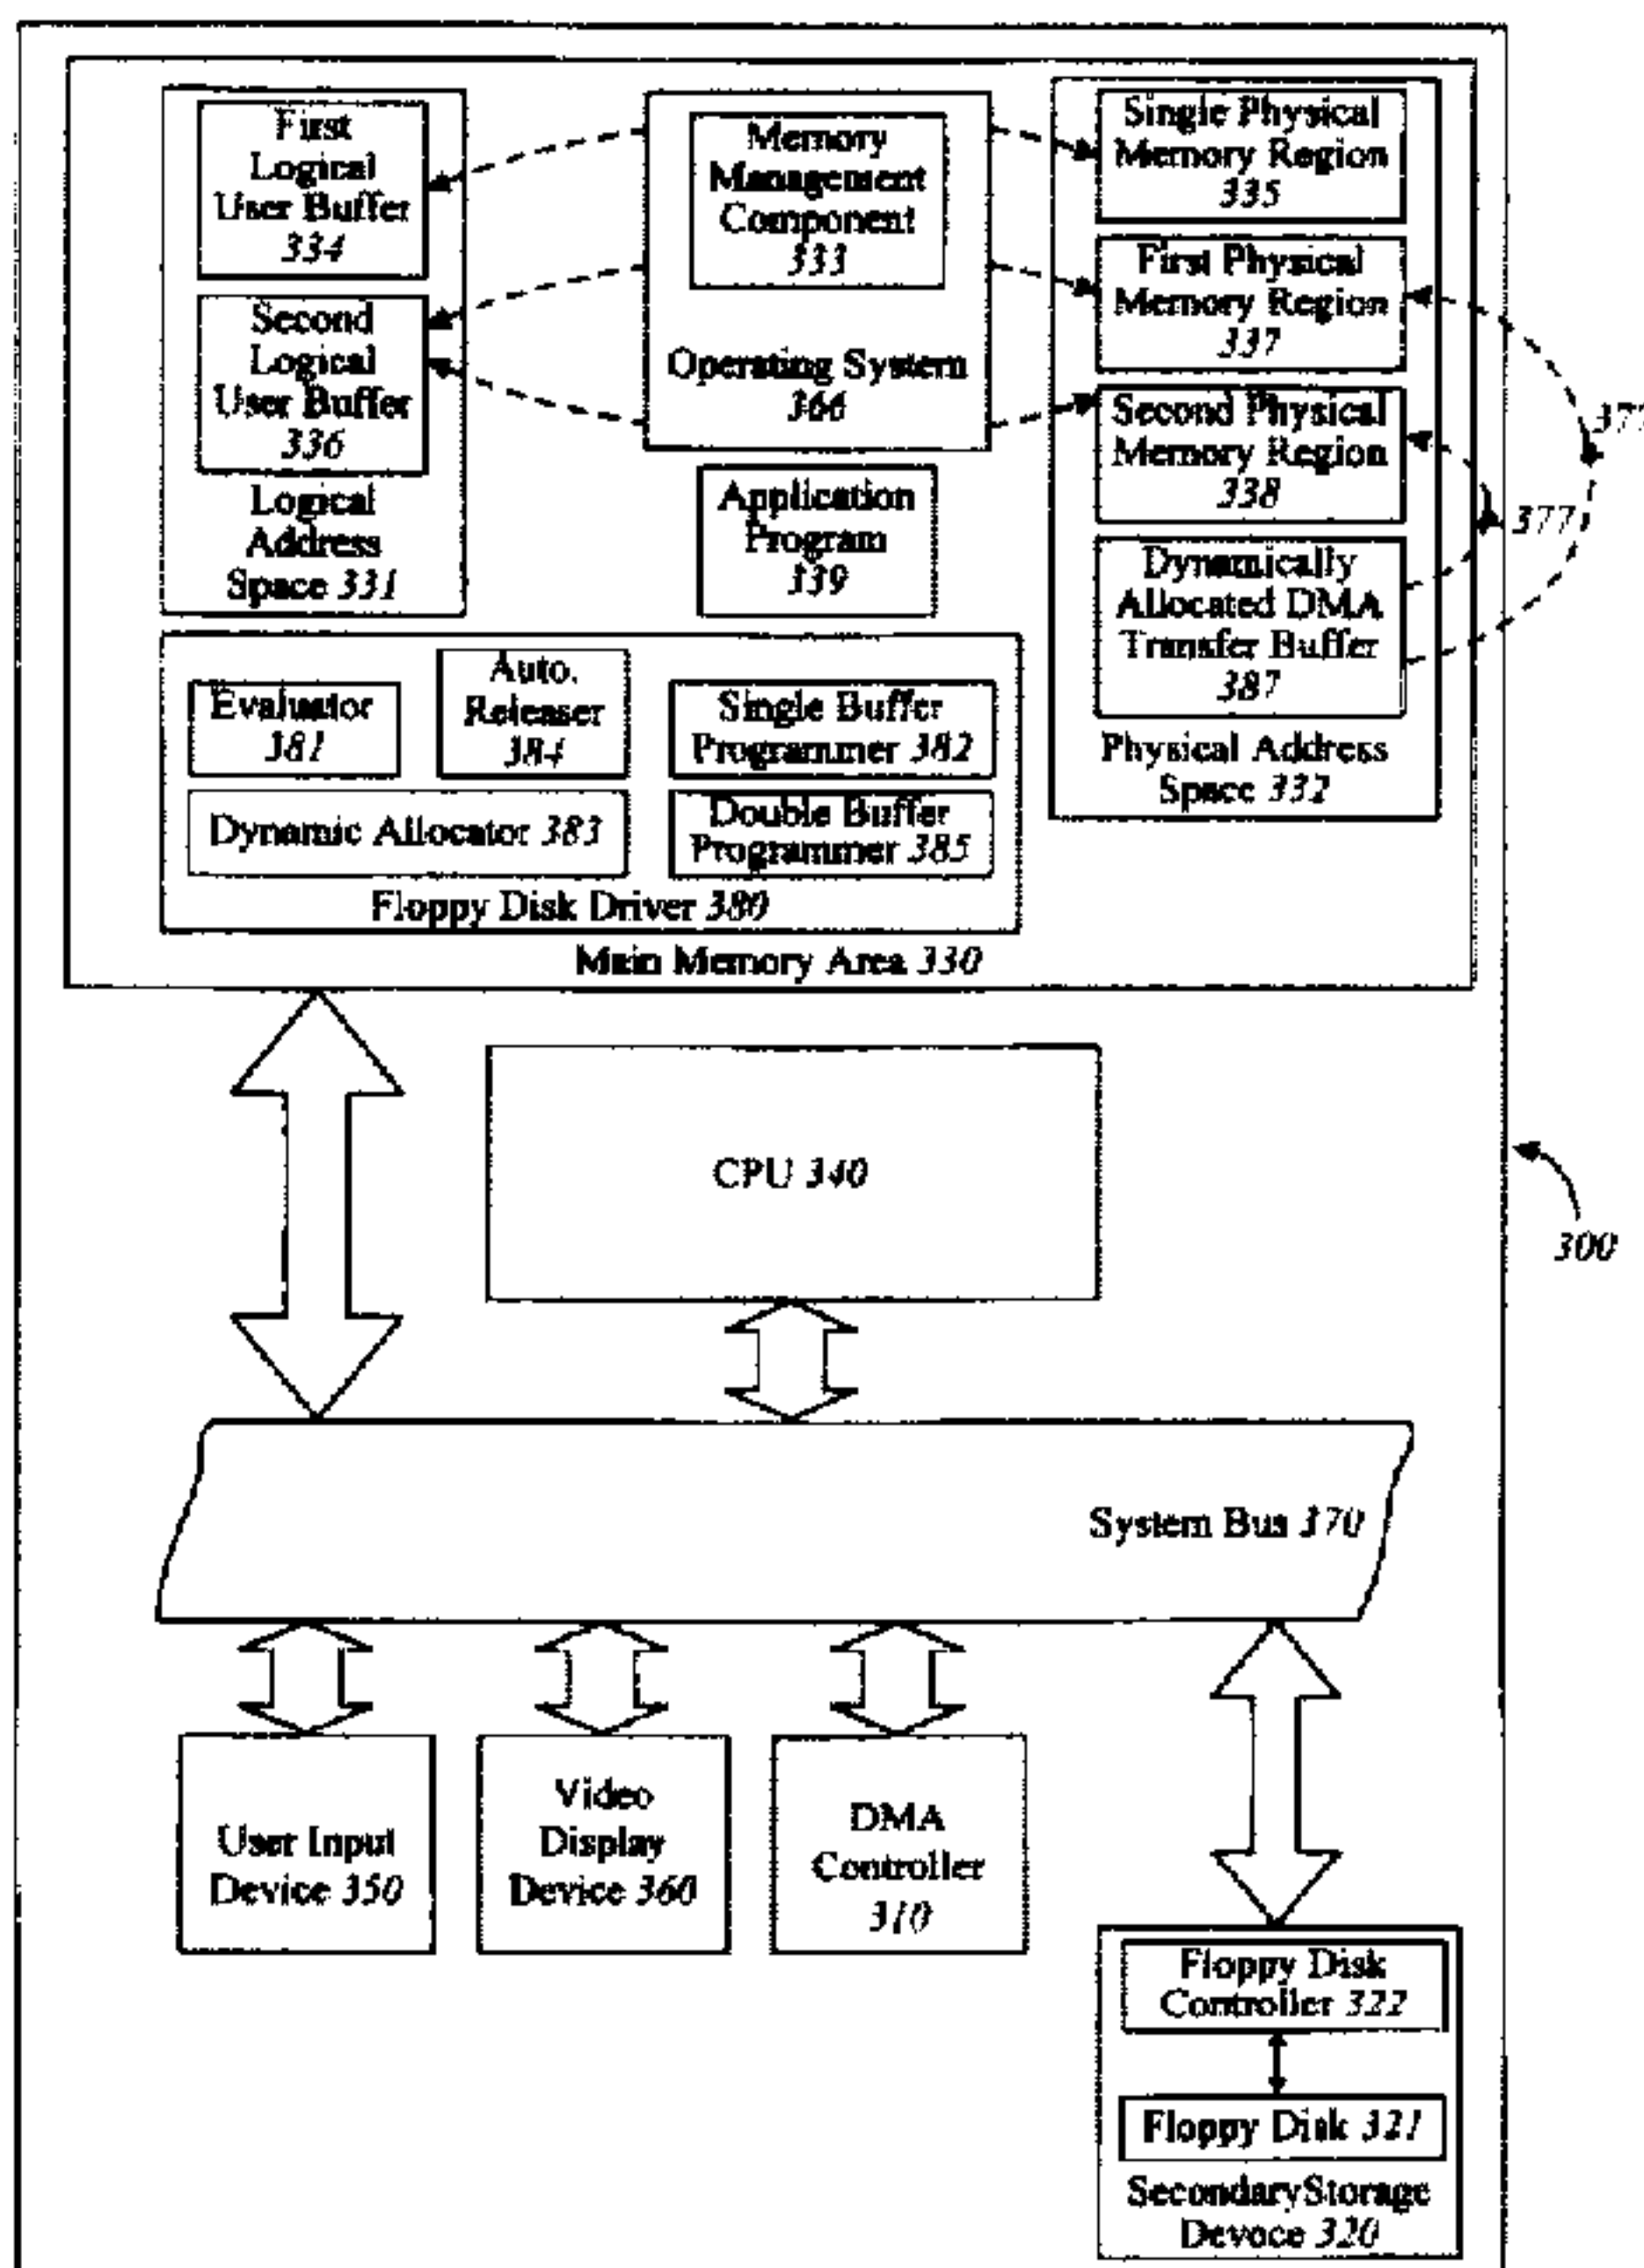 First
Logical
User Buffer
334
Second
Logical
User Buffer
336
Logical
Address
Space 331
Memory
Management
Component
333
Operating System
366
Application
Program
339
Single Physical
Memory Region
335
First Physical
Memory Region
337
Second Physical
Memory Region
338
Dynamically
Allocated DMA
Transfer Buffer
387
Physical Address
Space 332
377
377
Evaluator
381
Auto.
Releaser
384
Single Buffer
Programmer 382
Dynamic Allocator 383
Double Buffer
Programmer 385
Floppy Disk Driver 380
Main Memory Area 330
CPU 340
300
System Bus 370
User Input
Device 350
Video
Display
Device 360
DMA
Controller
310
Floppy Disk
Controller 322
Floppy Disk 321
SecondaryStorage
Devoce 320